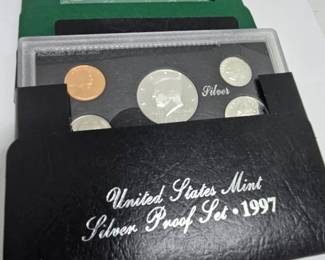 Silver
United States Mint
Silver Proof Set • 1997